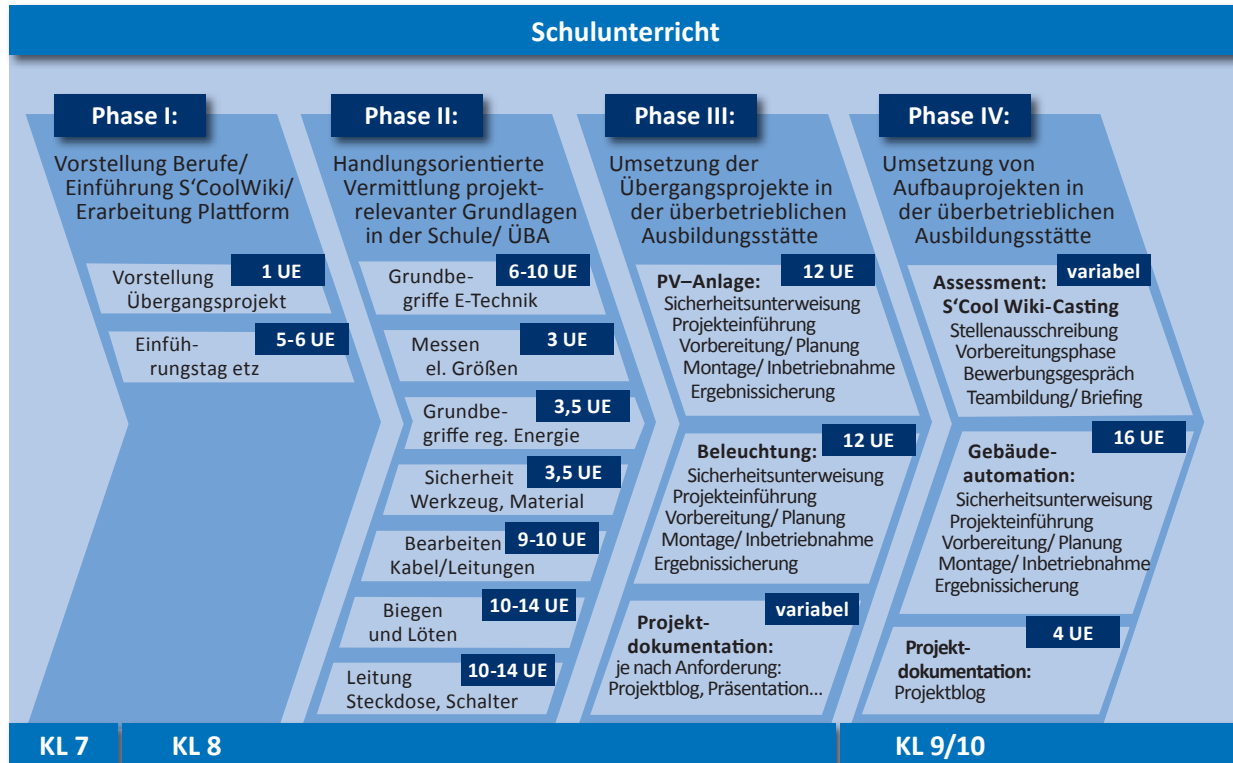 Schulunterricht
Phase I:
Vorstellung Berufe/
Einführung S‘CoolWiki/
Erarbeitung Plattform
1 UE
Vorstellung
Übergangsprojekt
5-6 UE
Einfüh-
rungstag etz
Phase II:
Handlungsorientierte
Vermittlung projekt-
relevanter Grundlagen
in der Schule/ ÜBA
6-10 UE
Grundbe-
griffe E-Technik
3 UE
Messen
el. Größen
3,5 UE
Grundbe-
griffe reg. Energie
3,5 UE
Sicherheit
Werkzeug, Material
9-10 UE
Bearbeiten
Kabel/Leitungen
10-14 UE
Biegen
und Löten
10-14 UE
Leitung
Steckdose, Schalter
Phase III:
Umsetzung der
Übergangsprojekte in
der überbetrieblichen
Ausbildungsstätte
12 UE
PV–Anlage:
Sicherheitsunterweisung
Projekteinführung
Vorbereitung/ Planung
Montage/ Inbetriebnahme
Ergebnissicherung
12 UE
Beleuchtung:
Sicherheitsunterweisung
Projekteinführung
Vorbereitung/ Planung
Montage/ Inbetriebnahme
Ergebnissicherung
variabel
Projekt-
dokumentation:
je nach Anforderung:
Projektblog, Präsentation...
Phase IV:
Umsetzung von
Aufbauprojekten in
der überbetrieblichen
Ausbildungsstätte
variabel
Assessment:
S‘Cool Wiki-Casting
Stellenausschreibung
Vorbereitungsphase
Bewerbungsgespräch
Teambildung/ Briefing
16 UE
Gebäude-
automation:
Sicherheitsunterweisung
Projekteinführung
Vorbereitung/ Planung
Montage/ Inbetriebnahme
Ergebnissicherung
4 UE
Projekt-
dokumentation:
Projektblog
KL 7
KL 8
KL 9/10